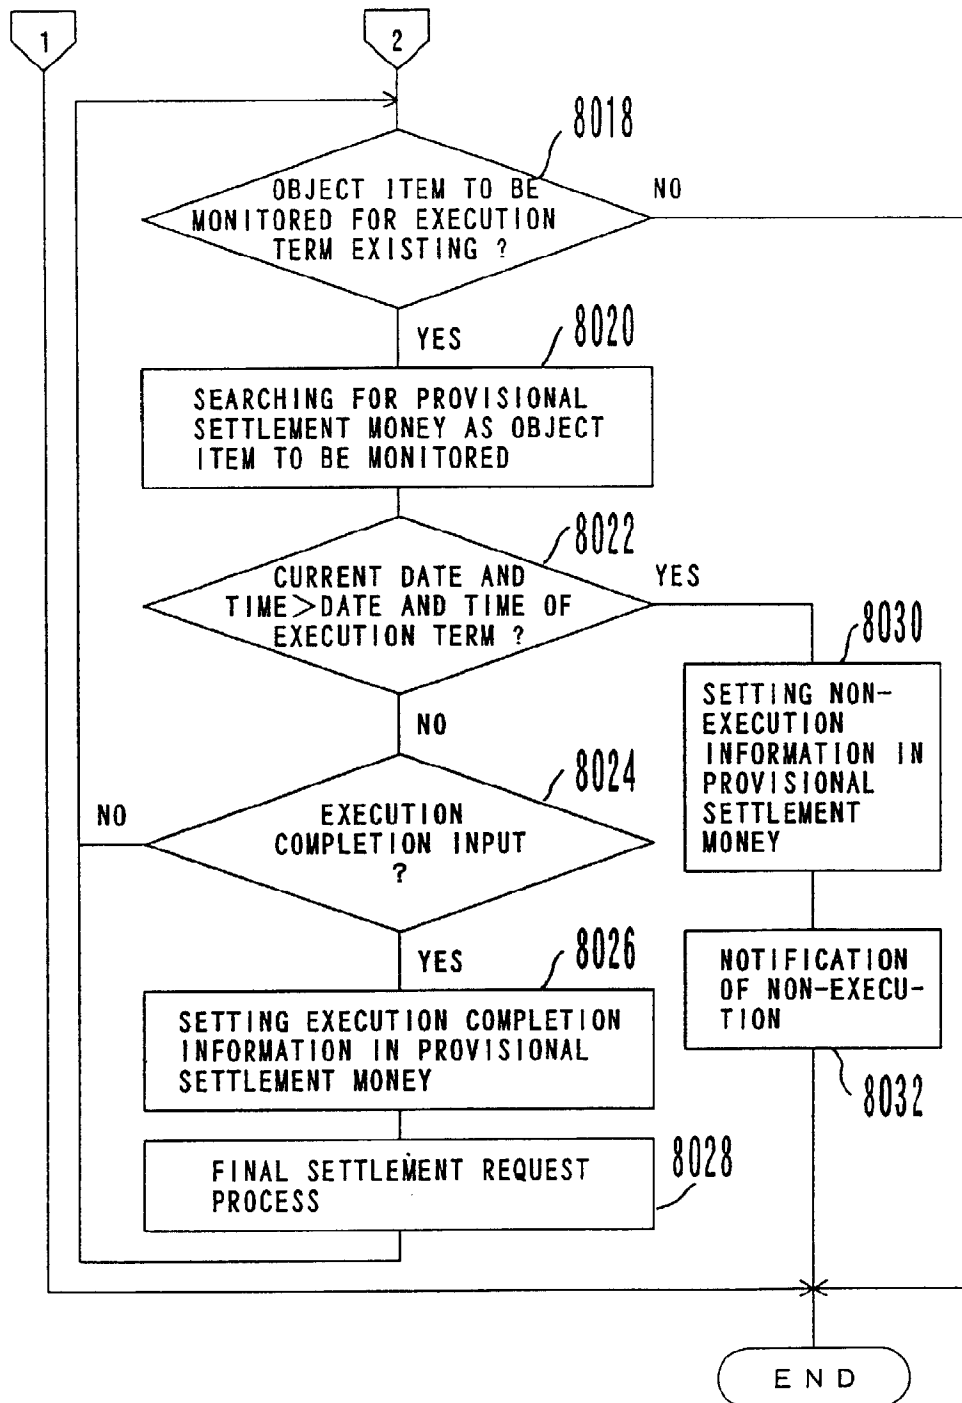 1
2
8018
OBJECT ITEM TO BE
MONITORED FOR EXECUTION
TERM EXISTING ?
NO
YES
8020
SEARCHING FOR PROVISIONAL
SETTLEMENT MONEY AS OBJECT
ITEM TO BE MONITORED
8022
CURRENT DATE AND
TIME>DATE AND TIME OF
EXECUTION TERM ?
YES
NO
8030
SETTING NON-
EXECUTION
INFORMATION IN
PROVISIONAL
SETTLEMENT
MONEY
8024
EXECUTION
COMPLETION INPUT
?
NO
YES
8026
SETTING EXECUTION COMPLETION
INFORMATION IN PROVISIONAL
SETTLEMENT MONEY
NOTIFICATION
OF NON-EXECU-
TION
8032
FINAL SETTLEMENT REQUEST
PROCESS
8028
END